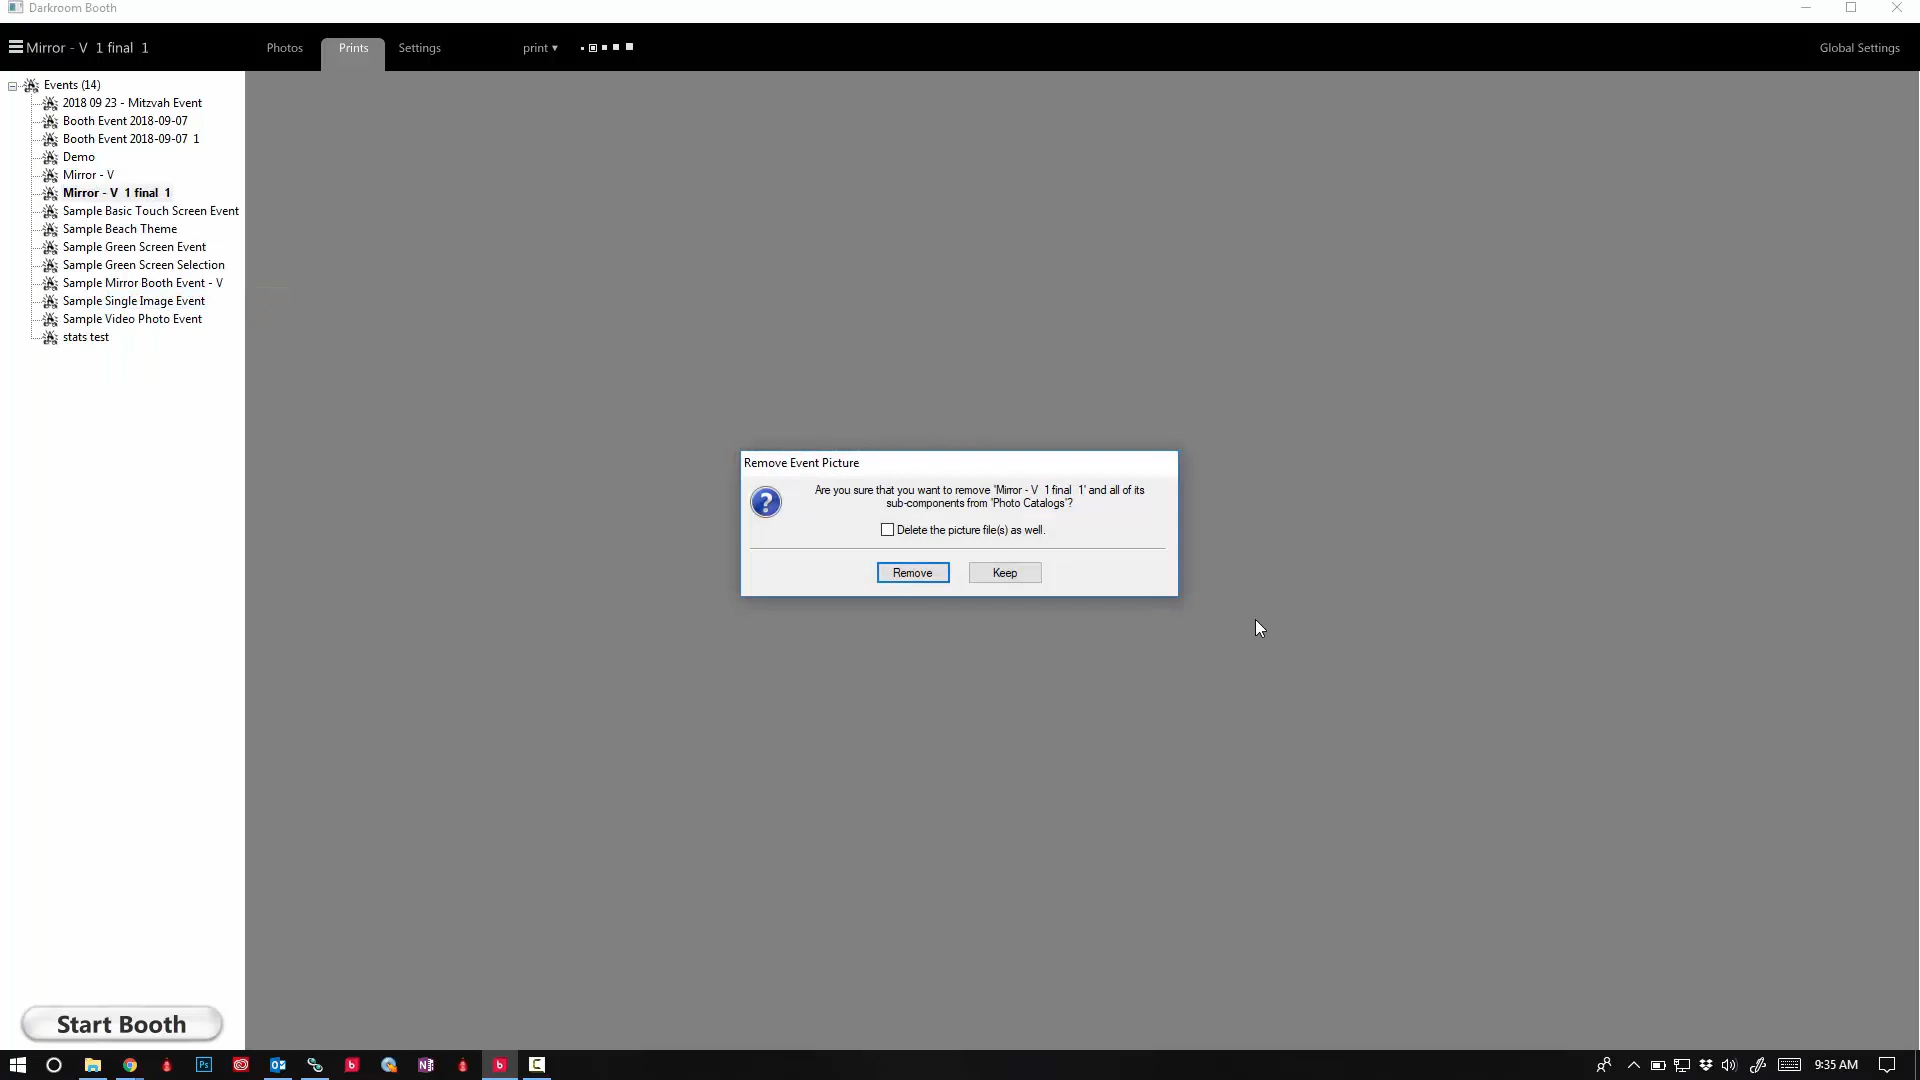 Darkroom Booth
Mirror - V  1 final  1
Photos
Prints
Settings
print
Global Settings
Events (14)
2018 09 23 - Mitzvah Event
Booth Event 2018-09-07
Booth Event 2018-09-07  1
Demo
Mirror - V
Mirror - V  1 final  1
Sample Basic Touch Screen Event
Sample Beach Theme
Sample Green Screen Event
Sample Green Screen Selection
Sample Mirror Booth Event - V
Sample Single Image Event
Sample Video Photo Event
stats test
Remove Event Picture
Are you sure that you want to remove 'Mirror - V  1 final  1' and all of its
sub-components from 'Photo Catalogs'?
Delete the picture file(s) as well.
Remove
Keep
Start Booth
9:35 AM